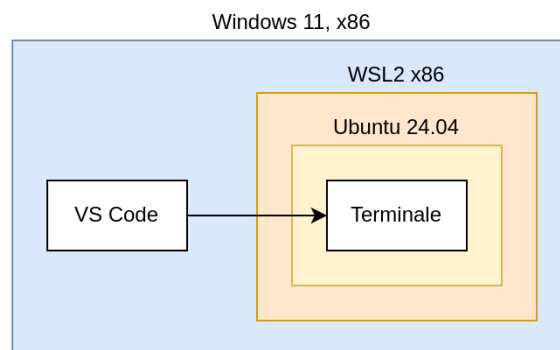 Windows 11, x86
WSL2 x86
Ubuntu 24.04
VS Code
Terminale